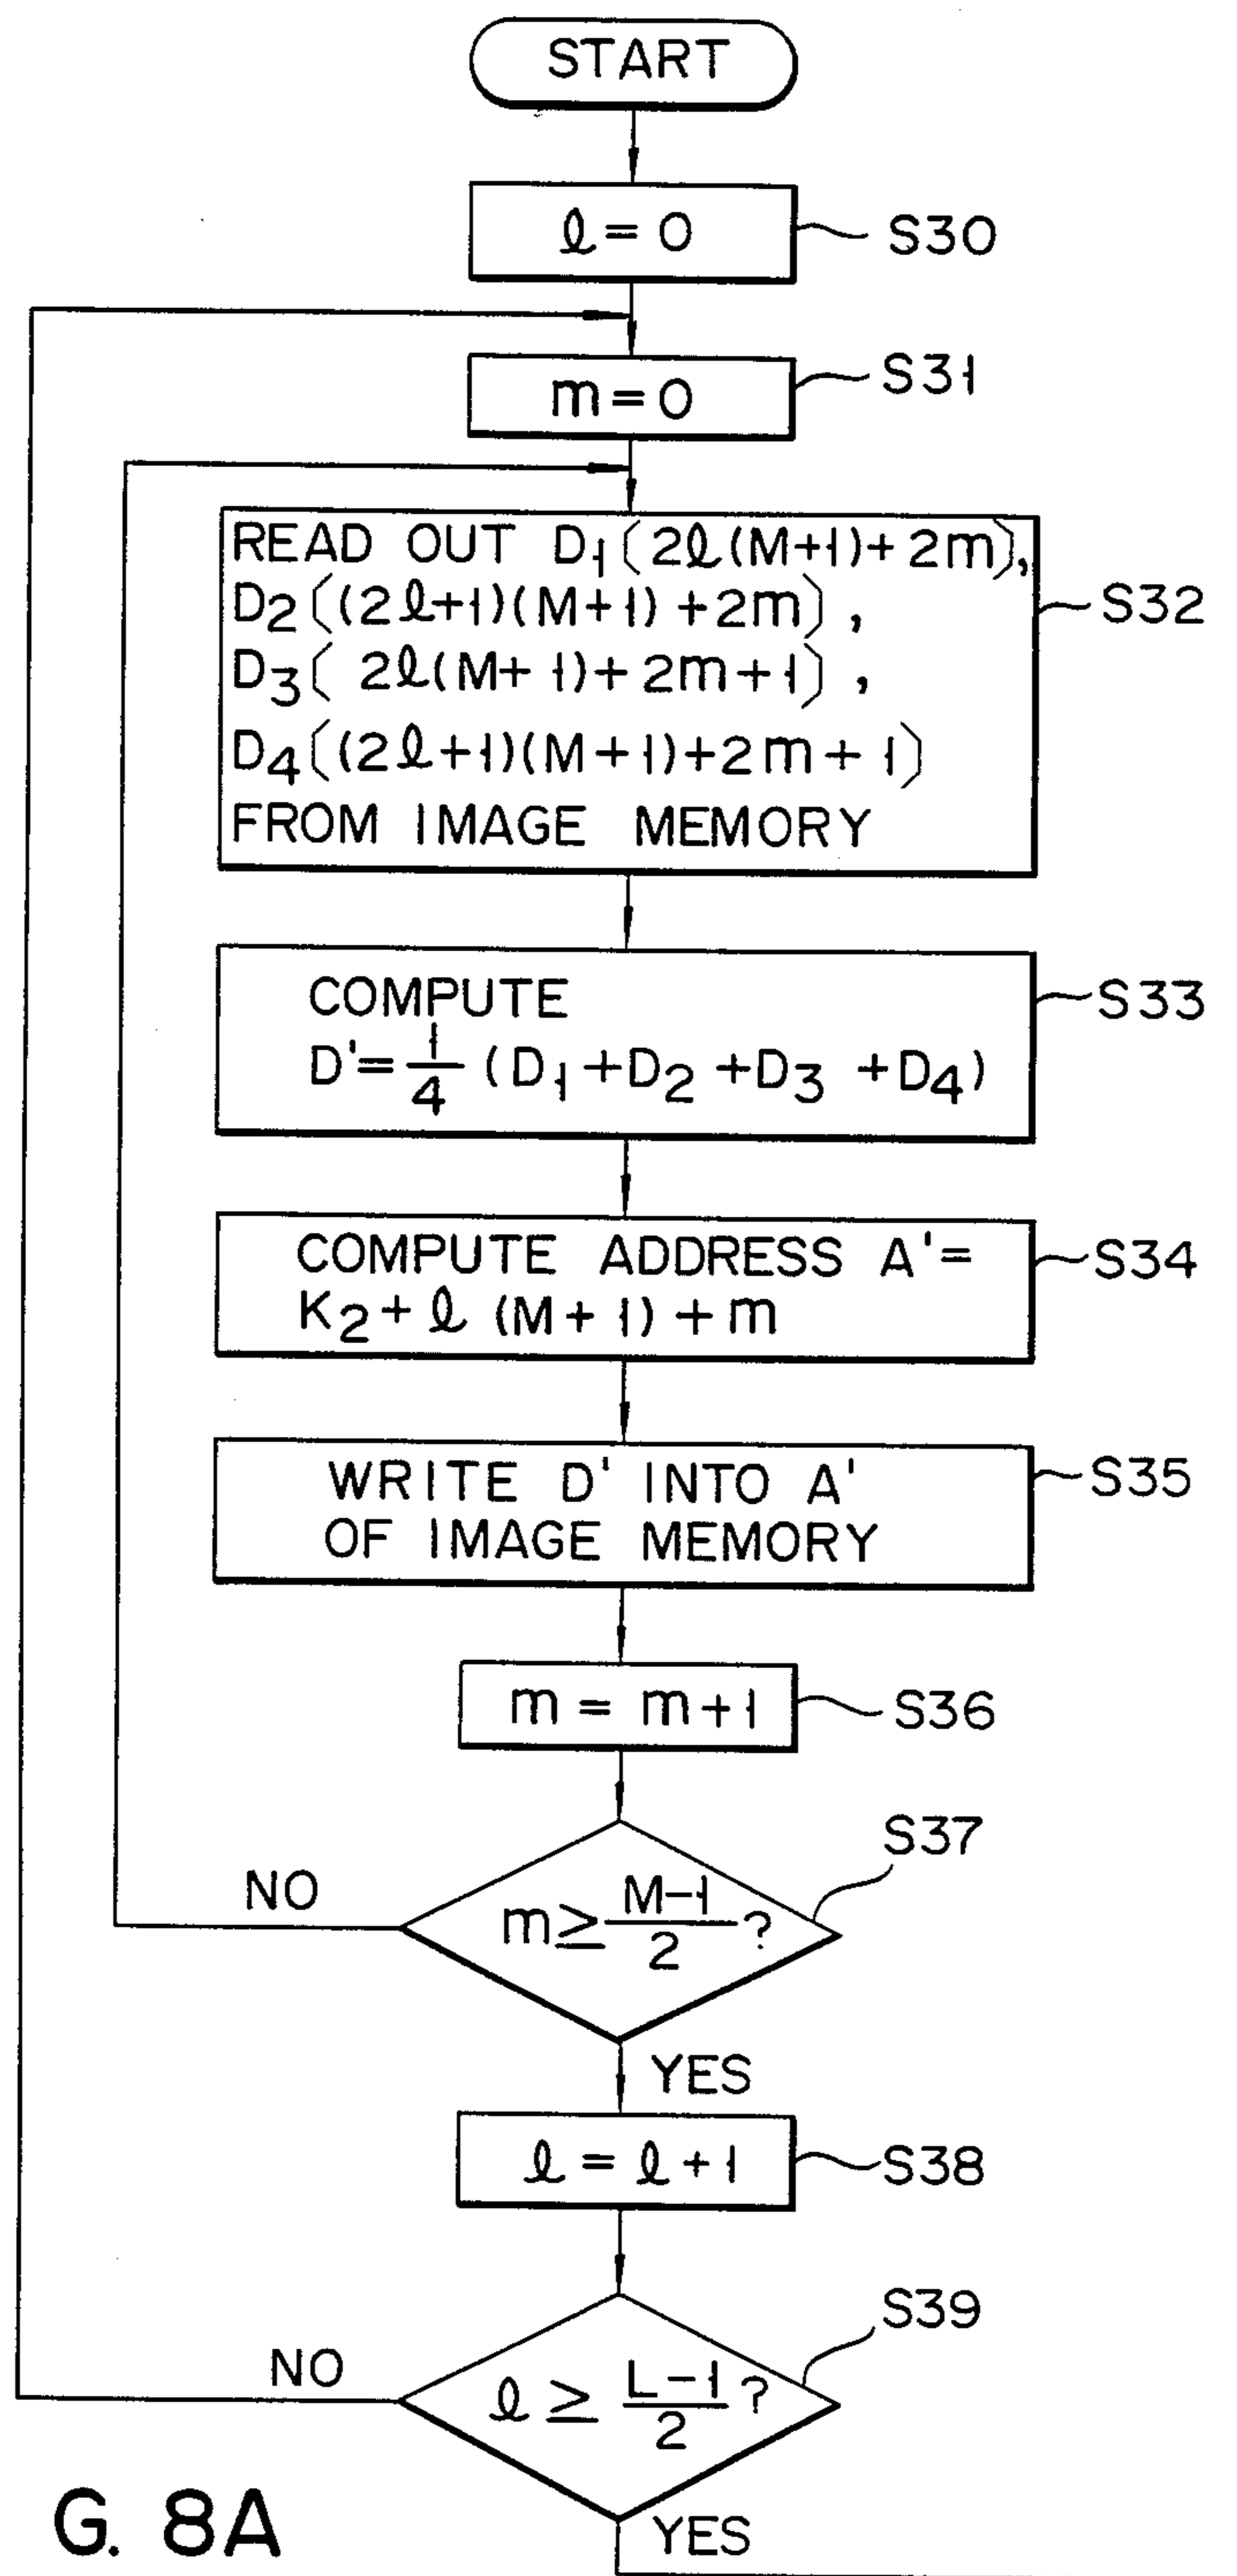 START
ℓ = 0
S30
m = 0
S31
READ OUT D1(2ℓ(M+1)+2m),
D2((2ℓ+1)(M+1)+2m),
D3(2ℓ(M+1)+2m+1),
D4((2ℓ+1)(M+1)+2m+1)
FROM IMAGE MEMORY
S32
COMPUTE
D'=1/4 (D1+D2+D3+D4)
S33
COMPUTE ADDRESS A'=
K2+ℓ(M+1)+m
S34
WRITE D' INTO A'
OF IMAGE MEMORY
S35
m = m+1
S36
S37
NO
m≥M-1/2?
YES
ℓ = ℓ+1
S38
S39
NO
ℓ ≥ L-1/2?
G. 8A
YES